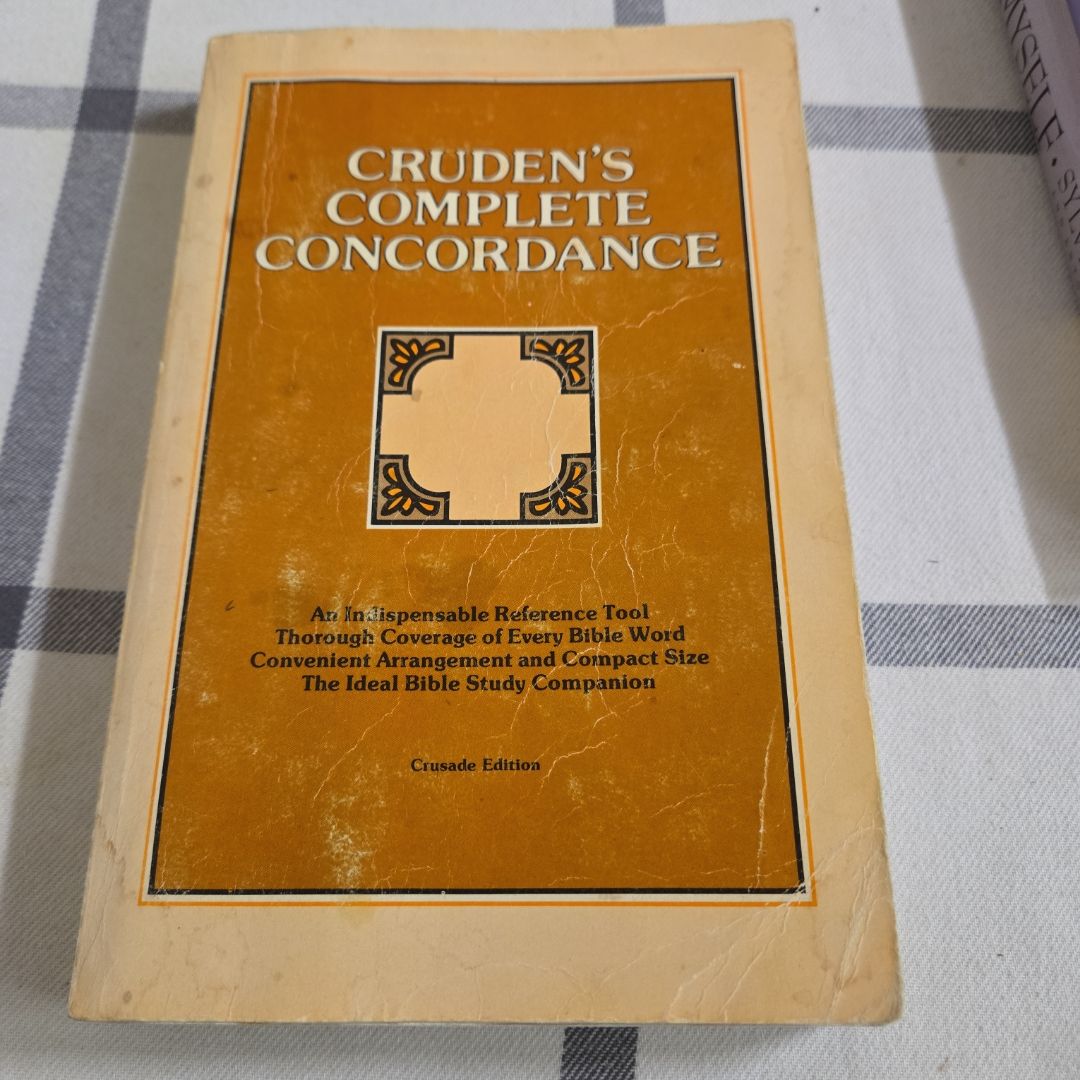 CRUDEN'S
COMPLETE
CONCORDANCE
An Indispensable Reference Tool
Thorough Coverage of Every Bible Word
Convenient Arrangement and Compact Size
The Ideal Bible Study Companion
Crusade Edition